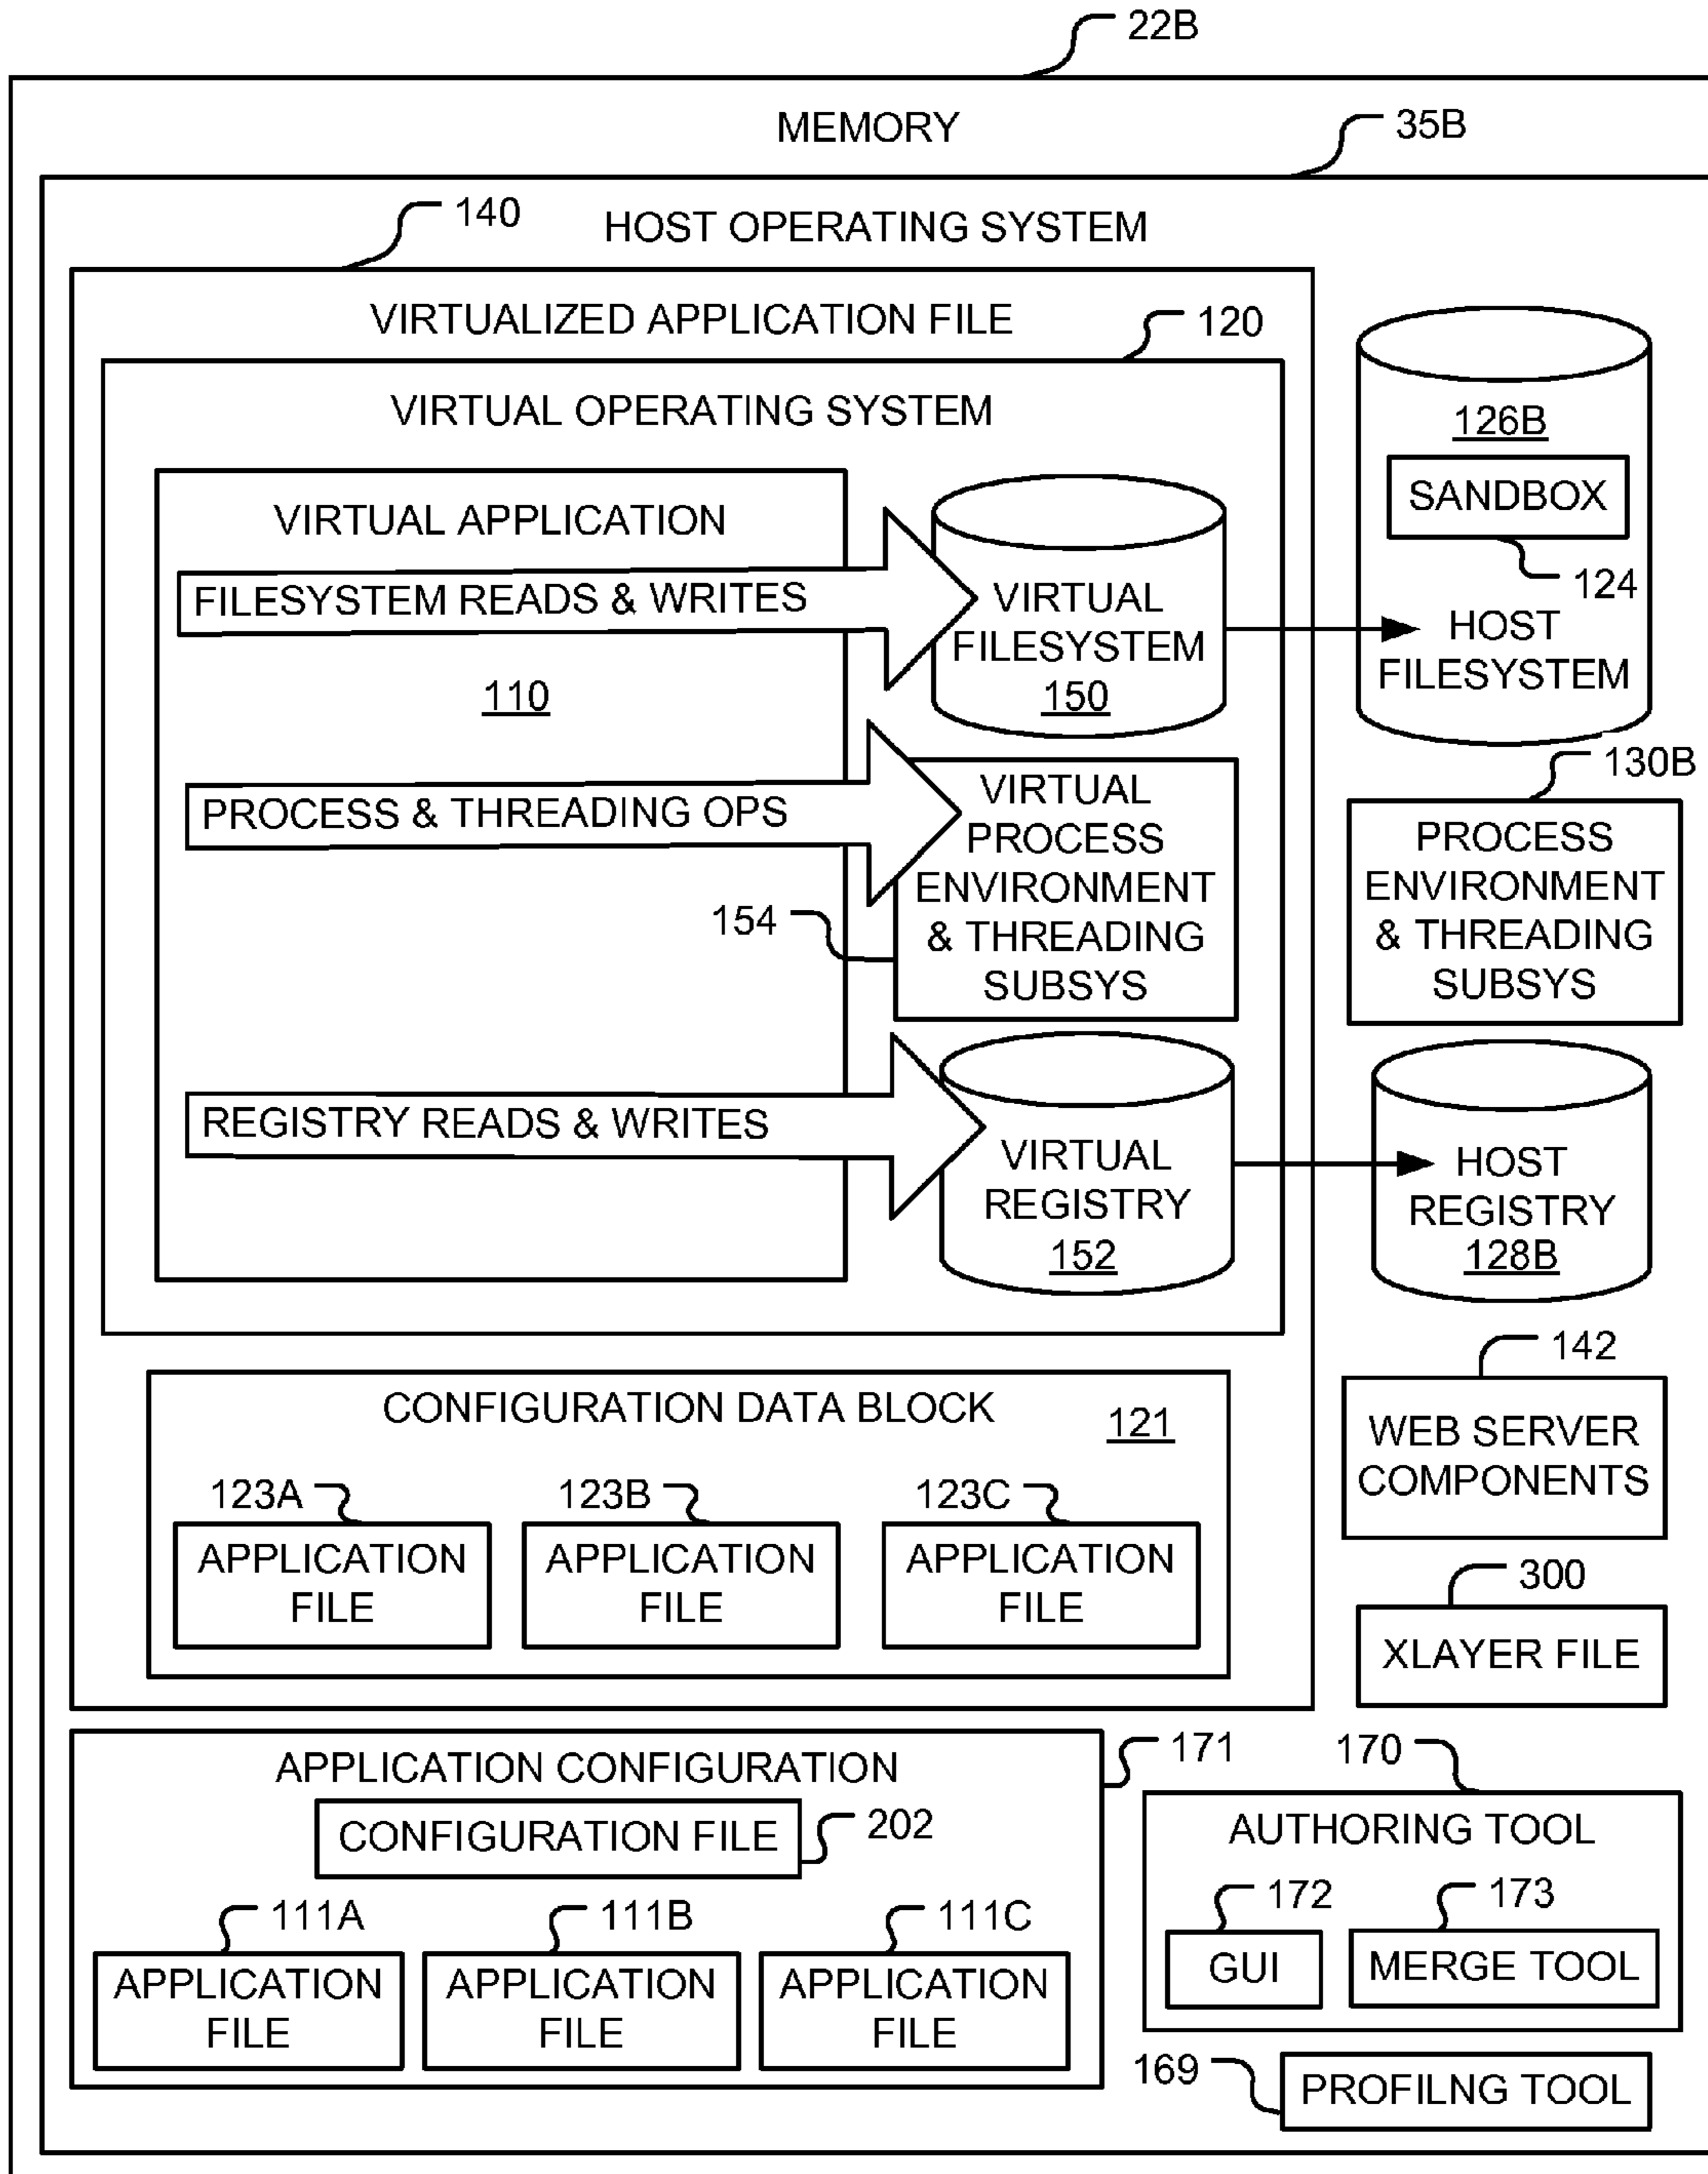 22B
MEMORY
35B
140
HOST OPERATING SYSTEM
VIRTUALIZED APPLICATION FILE
120
VIRTUAL OPERATING SYSTEM
126B
SANDBOX
124
HOST
FILESYSTEM
VIRTUAL APPLICATION
FILESYSTEM READS & WRITES
VIRTUAL
FILESYSTEM
150
110
130B
PROCESS & THREADING OPS
VIRTUAL
PROCESS
ENVIRONMENT
& THREADING
SUBSYS
154
PROCESS
ENVIRONMENT
& THREADING
SUBSYS
REGISTRY READS & WRITES
VIRTUAL
REGISTRY
152
HOST
REGISTRY
128B
142
WEB SERVER
COMPONENTS
CONFIGURATION DATA BLOCK
121
123A
123B
123C
APPLICATION
FILE
APPLICATION
FILE
APPLICATION
FILE
300
XLAYER FILE
APPLICATION CONFIGURATION
171
CONFIGURATION FILE
202
111A
111B
111C
APPLICATION
FILE
APPLICATION
FILE
APPLICATION
FILE
170
AUTHORING TOOL
172
173
GUI
MERGE TOOL
169
PROFILNG TOOL